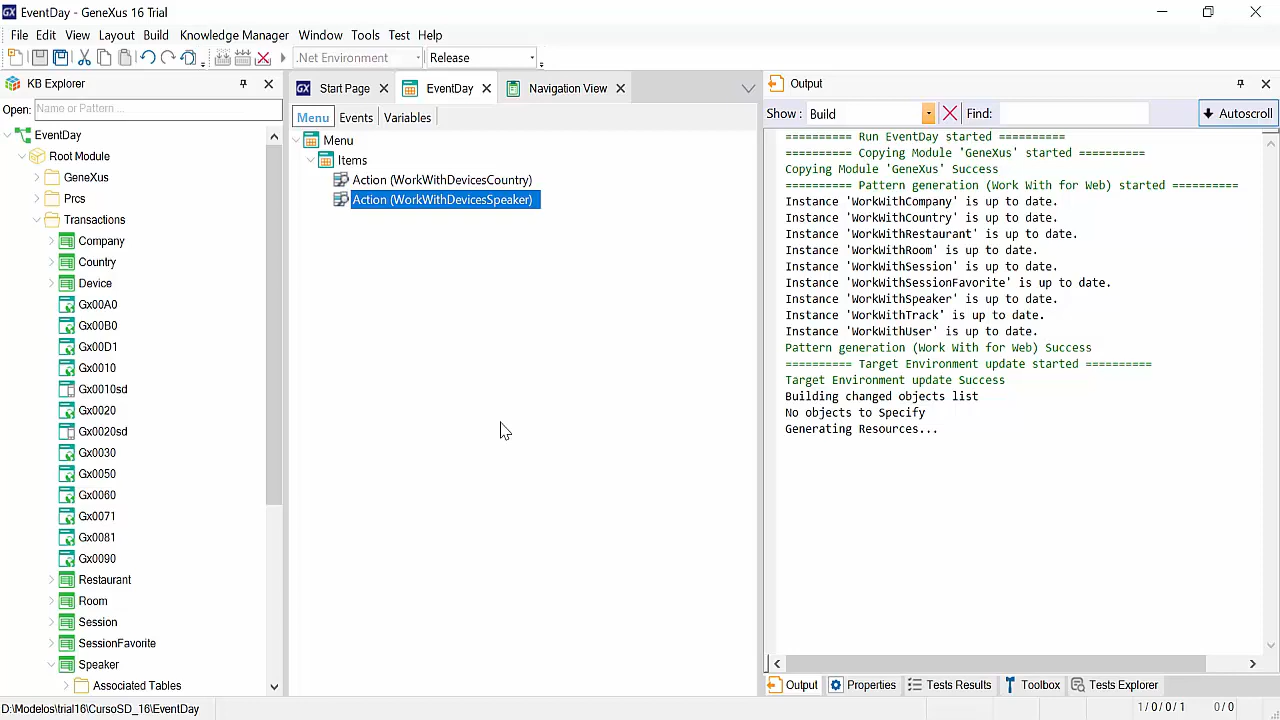 EventDay - GeneXus 16 Trial
File Edit View Layout Build Knowledge Manager Window Tools Test Help
.Net Environment Release
KB Explorer
Start Page EventDay Navigation View
Output
Open: Name or Pattern ...
Menu Events Variables
Show : Build Find: Autoscroll
EventDay
Root Module
GeneXus
Prcs
Transactions
Company
Country
Device
Gx00A0
Gx00B0
Gx00D1
Gx0010
Gx0010sd
Gx0020
Gx0020sd
Gx0030
Gx0050
Gx0060
Gx0071
Gx0081
Gx0090
Restaurant
Room
Session
SessionFavorite
Speaker
Associated Tables
Menu
Items
Action (WorkWithDevicesCountry)
Action (WorkWithDevicesSpeaker)
========== Run EventDay started ==========
========== Copying Module 'GeneXus' started ==========
Copying Module 'GeneXus' Success
========== Pattern generation (Work With for Web) started ==========
Instance 'WorkWithCompany' is up to date.
Instance 'WorkWithCountry' is up to date.
Instance 'WorkWithRestaurant' is up to date.
Instance 'WorkWithRoom' is up to date.
Instance 'WorkWithSession' is up to date.
Instance 'WorkWithSessionFavorite' is up to date.
Instance 'WorkWithSpeaker' is up to date.
Instance 'WorkWithTrack' is up to date.
Instance 'WorkWithUser' is up to date.
Pattern generation (Work With for Web) Success
========== Target Environment update started ==========
Target Environment update Success
Building changed objects list
No objects to Specify
Generating Resources...
Output Properties Tests Results Toolbox Tests Explorer
D:\Modelos\trial16\CursoSD_16\EventDay
1/0/0/1 0/0